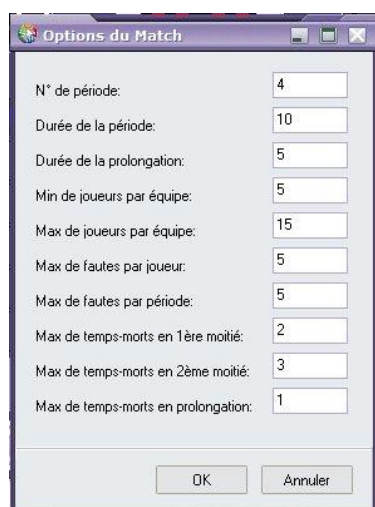 Options du Match
N° de période: 4
Durée de la période: 10
Durée de la prolongation: 5
Min de joueurs par équipe: 5
Max de joueurs par équipe: 15
Max de fautes par joueur: 5
Max de fautes par période: 5
Max de temps-morts en 1ère moitié: 2
Max de temps-morts en 2ème moitié: 3
Max de temps-morts en prolongation: 1
OK Annuler